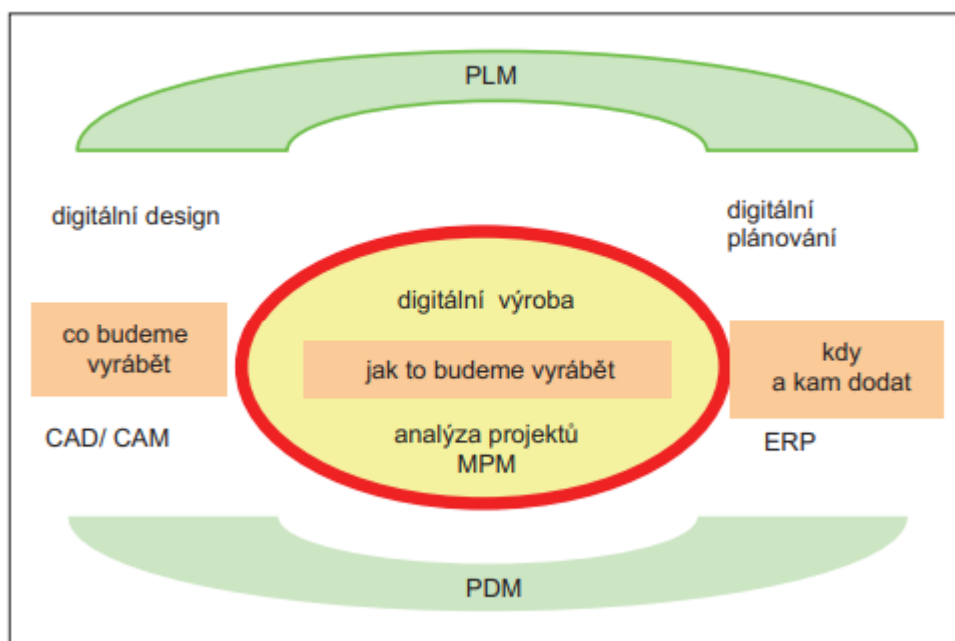 PLM
digitální design
digitální
plánování
digitální výroba
co budeme
vyrábět
jak to budeme vyrábět
kdy
a kam dodat
CAD/ CAM
analýza projektů
MPM
ERP
PDM